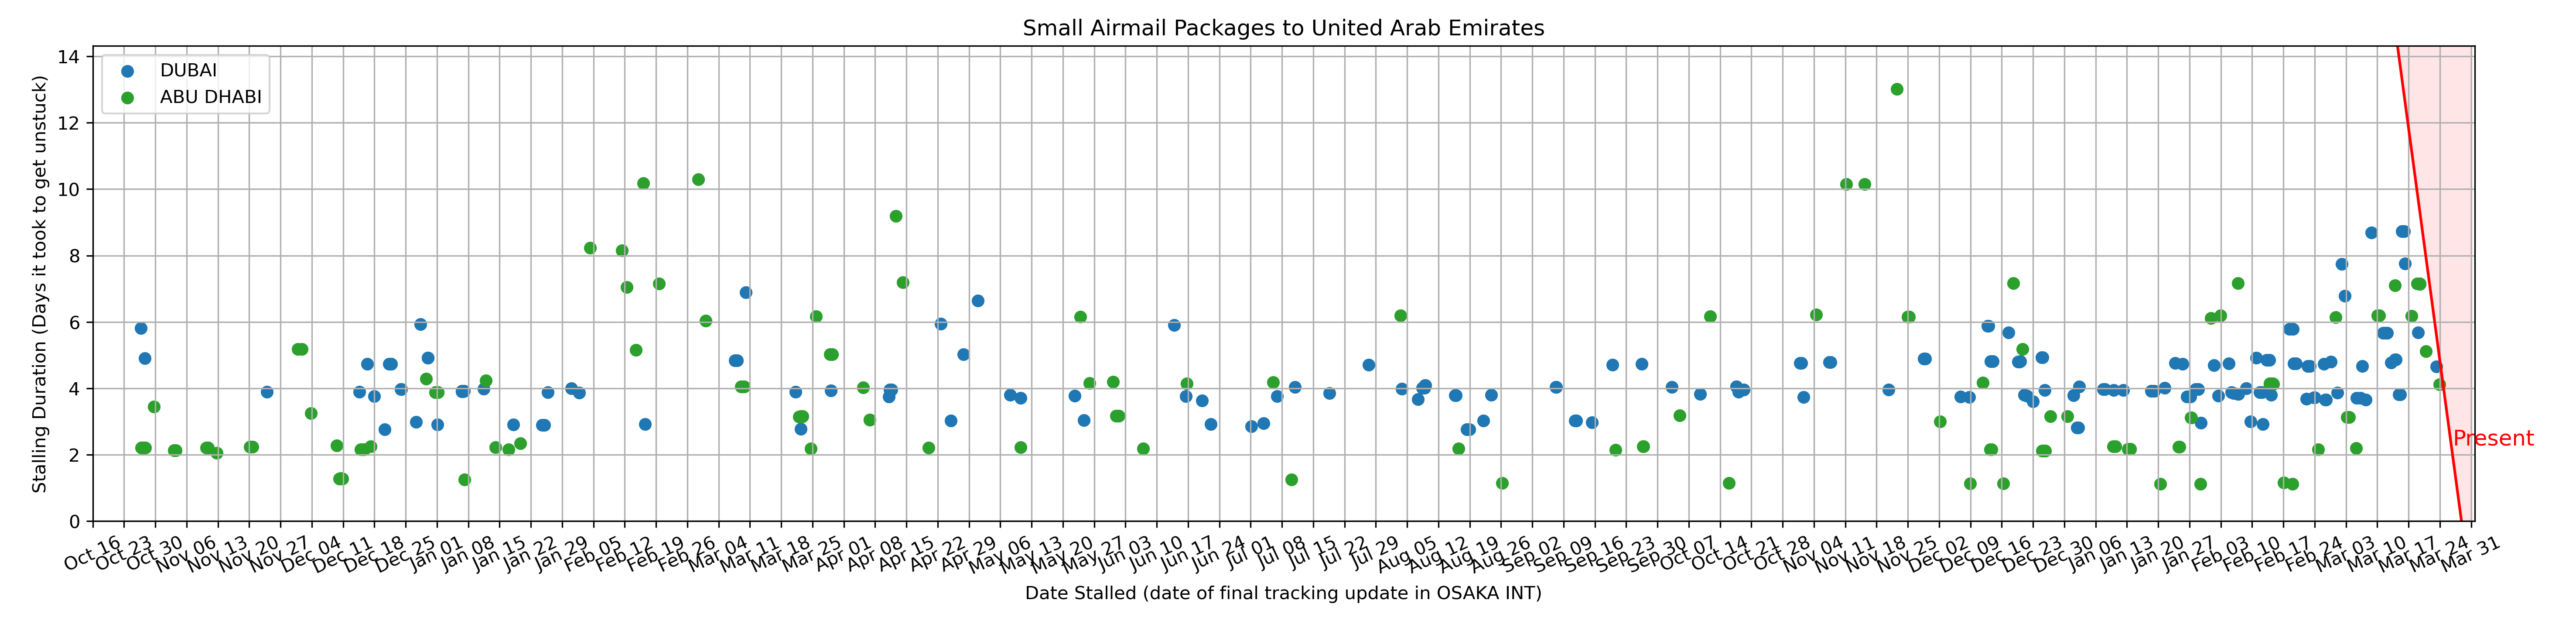 Small Airmail Packages to United Arab Emirates
DUBAI
ABU DHABI
Stalling Duration (Days it took to get unstuck)
14
12
10
8
6
4
2
0
Present
Oct 16 Oct 23 Oct 30 Nov 06 Nov 13 Nov 20 Nov 27 Dec 04 Dec 11 Dec 18 Dec 25 Jan 01 Jan 08 Jan 15 Jan 22 Jan 29 Feb 05 Feb 12 Feb 19 Feb 26 Mar 04 Mar 11 Mar 18 Mar 25 Apr 01 Apr 08 Apr 15 Apr 22 Apr 29 May 06 May 13 May 20 May 27 Jun 03 Jun 10 Jun 17 Jun 24 Jul 01 Jul 08 Jul 15 Jul 22 Jul 29 Aug 05 Aug 12 Aug 19 Aug 26 Sep 02 Sep 09 Sep 16 Sep 23 Sep 30 Oct 07 Oct 14 Oct 21 Oct 28 Nov 04 Nov 11 Nov 18 Nov 25 Dec 02 Dec 09 Dec 16 Dec 23 Dec 30 Jan 06 Jan 13 Jan 20 Jan 27 Feb 03 Feb 10 Feb 17 Feb 24 Mar 03 Mar 10 Mar 17 Mar 24 Mar 31
Date Stalled (date of final tracking update in OSAKA INT)